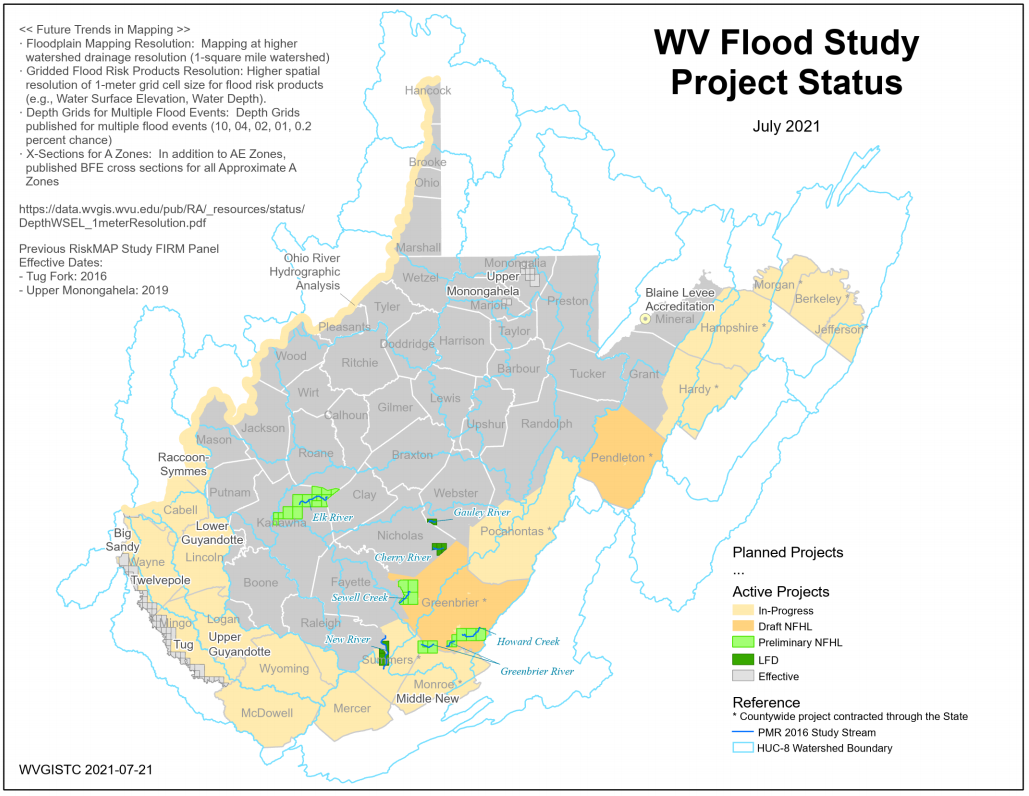 << Future Trends in Mapping >>
· Floodplain Mapping Resolution: Mapping at higher
watershed drainage resolution (1-square mile watershed)
· Gridded Flood Risk Products Resolution: Higher spatial
resolution of 1-meter grid cell size for flood risk products
(e.g., Water Surface Elevation, Water Depth).
· Depth Grids for Multiple Flood Events: Depth Grids
published for multiple flood events (10, 04, 02, 01, 0.2
percent chance)
· X-Sections for A Zones: In addition to AE Zones,
published BFE cross sections for all Approximate A
Zones
https://data.wvgis.wvu.edu/pub/RA/_resources/status/
DepthWSEL_1meterResolution.pdf
Previous RiskMAP Study FIRM Panel
Effective Dates:
- Tug Fork: 2016
- Upper Monongahela: 2019
WV Flood Study
Project Status
July 2021
Hancock
Brooke
Ohio
Marshall
Ohio River
Hydrographic
Analysis
Wetzel
Monongalia
Upper
Monongahela
Marion
Preston
Blaine Levee
Accreditation
Mineral
Morgan *
Berkeley *
Jefferson*
Hampshire *
Tyler
Pleasants
Doddridge
Harrison
Taylor
Wood
Ritchie
Barbour
Tucker
Grant
Hardy *
Wirt
Calhoun
Gilmer
Lewis
Upshur
Randolph
Jackson
Mason
Roane
Braxton
Pendleton *
Raccoon-
Symmes
Putnam
Clay
Webster
Cabell
Kanawha
Elk River
Gauley River
Nicholas
Pocahontas *
Lower
Guyandotte
Big
Sandy
Wayne
Lincoln
Cherry River
Twelvepole
Boone
Fayette
Sewell Creek
Greenbrier *
Mingo
Logan
Raleigh
Tug
Upper
Guyandotte
New River
Howard Creek
Summers *
Greenbrier River
Wyoming
Monroe *
Middle New
McDowell
Mercer
Planned Projects
...
Active Projects
In-Progress
Draft NFHL
Preliminary NFHL
LFD
Effective
Reference
* Countywide project contracted through the State
PMR 2016 Study Stream
HUC-8 Watershed Boundary
WVGISTC 2021-07-21